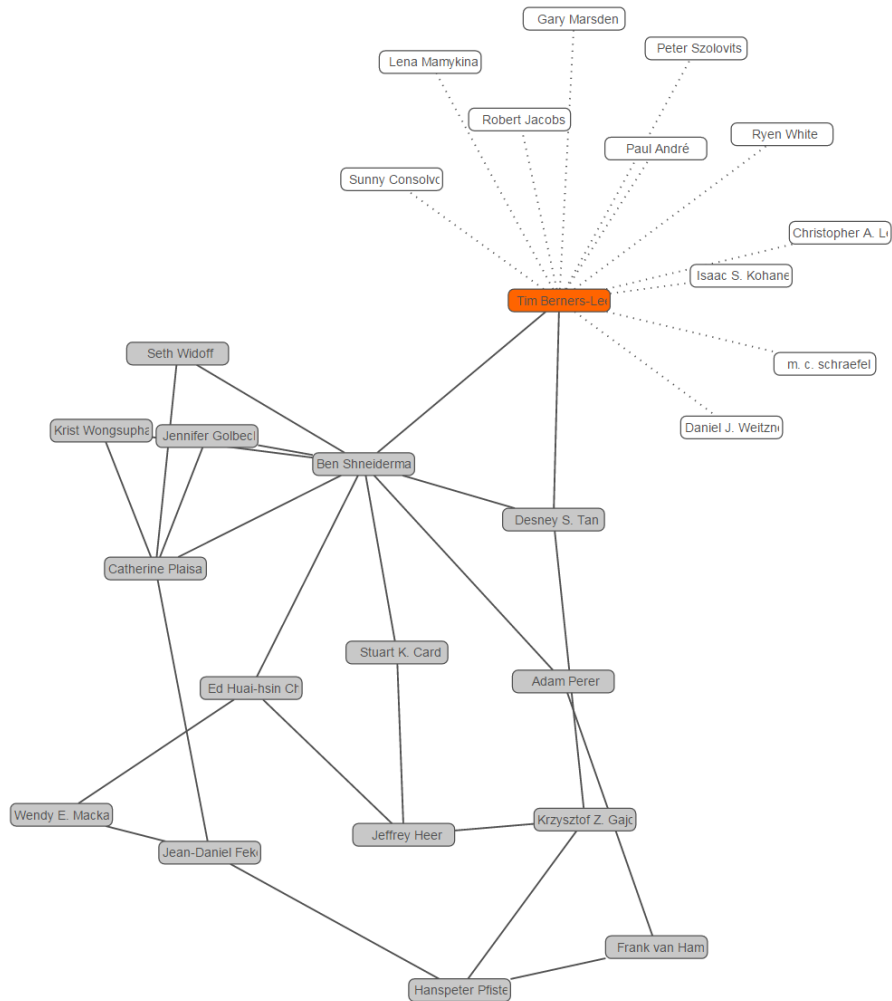 Gary Marsden
Peter Szolovits
Lena Mamykina
Robert Jacobs
Ryen White
Paul André
Sunny Consolvo
Christopher A. Le
Isaac S. Kohane
Tim Berners-Lee
Seth Widoff
m. c. schraefel
Krist Wongsupha
Jennifer Golbeck
Daniel J. Weitzne
Ben Shneiderma
Desney S. Tan
Catherine Plaisa
Stuart K. Card
Ed Huai-hsin Ch
Adam Perer
Wendy E. Macka
Krzysztof Z. Gajo
Jeffrey Heer
Jean-Daniel Feke
Frank van Ham
Hanspeter Pfiste